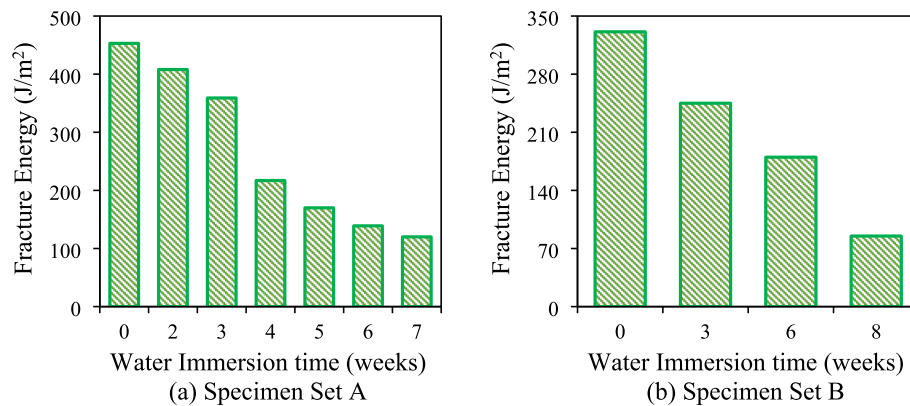 500
400
300
200
100
0
Fracture Energy (J/m²)
0 2 3 4 5 6 7
Water Immersion time (weeks)
(a) Specimen Set A
350
280
210
140
70
0
Fracture Energy (J/m²)
0 3 6 8
Water Immersion time (weeks)
(b) Specimen Set B